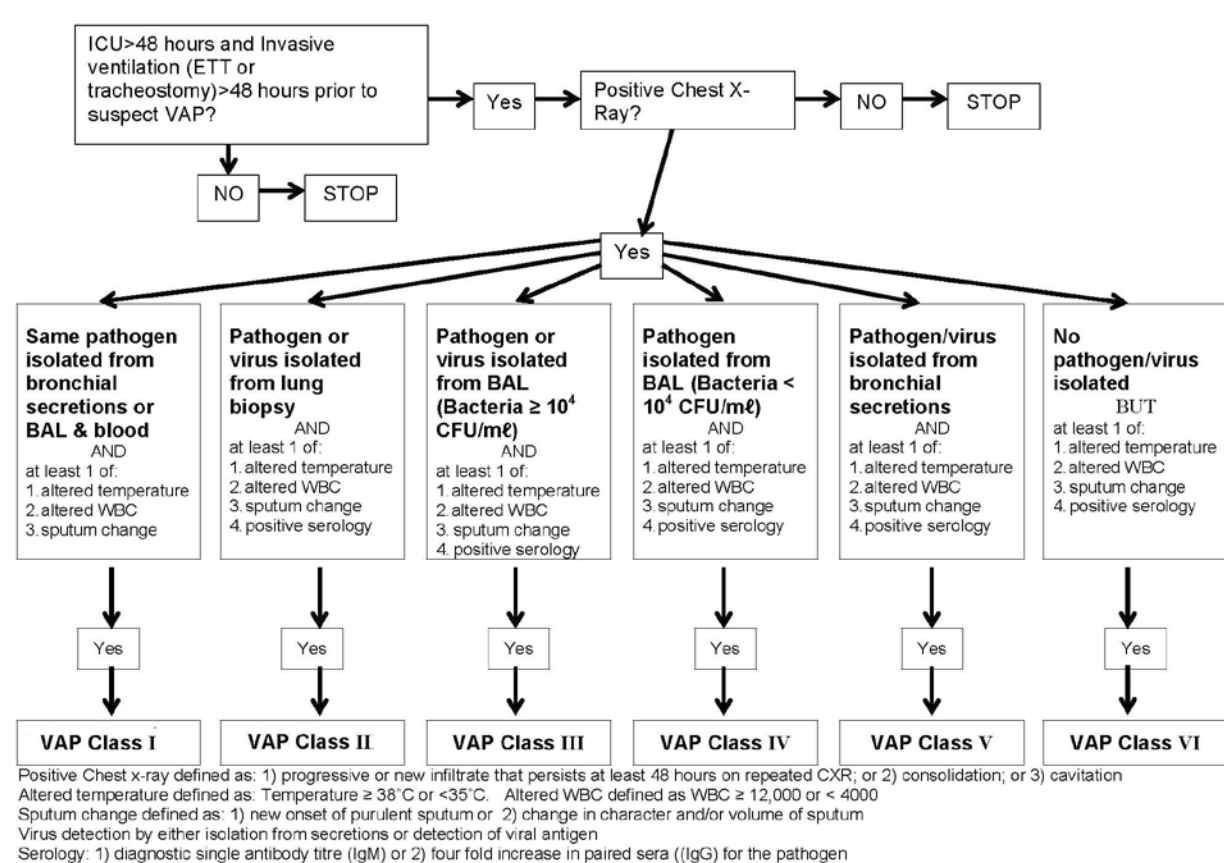 ICU>48 hours and Invasive
ventilation (ETT or
tracheostomy)>48 hours prior to
suspect VAP?
Yes
Positive Chest X-
Ray?
NO
STOP
NO
STOP
Yes
Same pathogen
isolated from
bronchial
secretions or
BAL & blood
AND
at least 1 of:
1. altered temperature
2. altered WBC
3. sputum change
Pathogen or
virus isolated
from lung
biopsy
AND
at least 1 of:
1. altered temperature
2. altered WBC
3. sputum change
4. positive serology
Pathogen or
virus isolated
from BAL
(Bacteria ≥ 10⁴
CFU/mℓ)
AND
at least 1 of:
1. altered temperature
2. altered WBC
3. sputum change
4. positive serology
Pathogen
isolated from
BAL (Bacteria <
10⁴ CFU/mℓ)
AND
at least 1 of:
1. altered temperature
2. altered WBC
3. sputum change
4. positive serology
Pathogen/virus
isolated from
bronchial
secretions
AND
at least 1 of:
1. altered temperature
2. altered WBC
3. sputum change
4. positive serology
No
pathogen/virus
isolated
BUT
at least 1 of:
1. altered temperature
2. altered WBC
3. sputum change
4. positive serology
Yes
Yes
Yes
Yes
Yes
Yes
VAP Class I
VAP Class II
VAP Class III
VAP Class IV
VAP Class V
VAP Class VI
Positive Chest x-ray defined as: 1) progressive or new infiltrate that persists at least 48 hours on repeated CXR; or 2) consolidation; or 3) cavitation
Altered temperature defined as: Temperature ≥ 38°C or <35°C. Altered WBC defined as WBC ≥ 12,000 or < 4000
Sputum change defined as: 1) new onset of purulent sputum or 2) change in character and/or volume of sputum
Virus detection by either isolation from secretions or detection of viral antigen
Serology: 1) diagnostic single antibody titre (IgM) or 2) four fold increase in paired sera ((IgG) for the pathogen